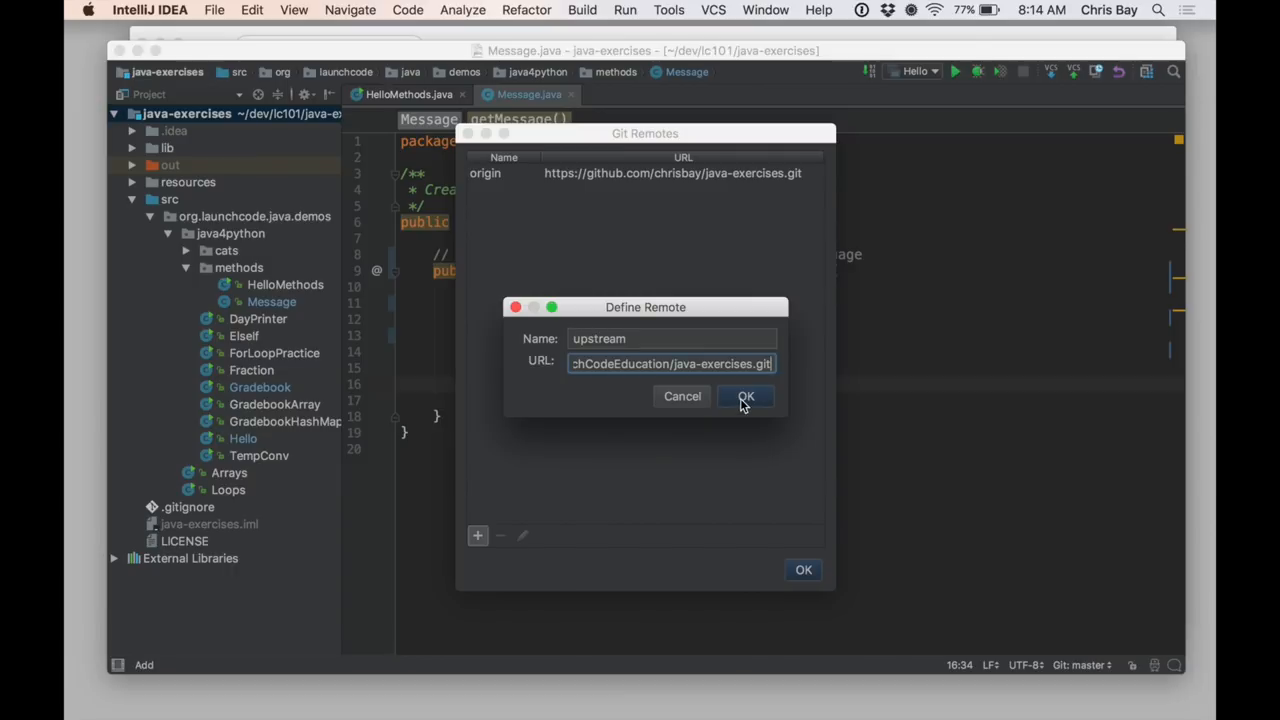 IntelliJ IDEA File Edit View Navigate Code Analyze Refactor Build Run Tools VCS Window Help 77% 8:14 AM Chris Bay
Message.java - java-exercises - [~/dev/lc101/java-exercises]
java-exercises src org launchcode java demos java4python methods Message Hello
Project HelloMethods.java Message.java
java-exercises ~/dev/lc101/java-ex
.idea
lib
out
resources
src
org.launchcode.java.demos
java4python
cats
methods
HelloMethods
Message
DayPrinter
ElseIf
ForLoopPractice
Fraction
Gradebook
GradebookArray
GradebookHashMap
Hello
TempConv
Arrays
Loops
.gitignore
java-exercises.iml
LICENSE
External Libraries
Message getMessage()
1 package
2
3 /**
4 * Crea
5 */
6 public
7
8 // age
9 @ pub
10
11
12
13
14
15
16
17
18 }
19 }
20
Git Remotes
Name URL
origin https://github.com/chrisbay/java-exercises.git
Define Remote
Name: upstream
URL: chCodeEducation/java-exercises.git
Cancel OK
OK
Add 16:34 LF UTF-8 Git: master